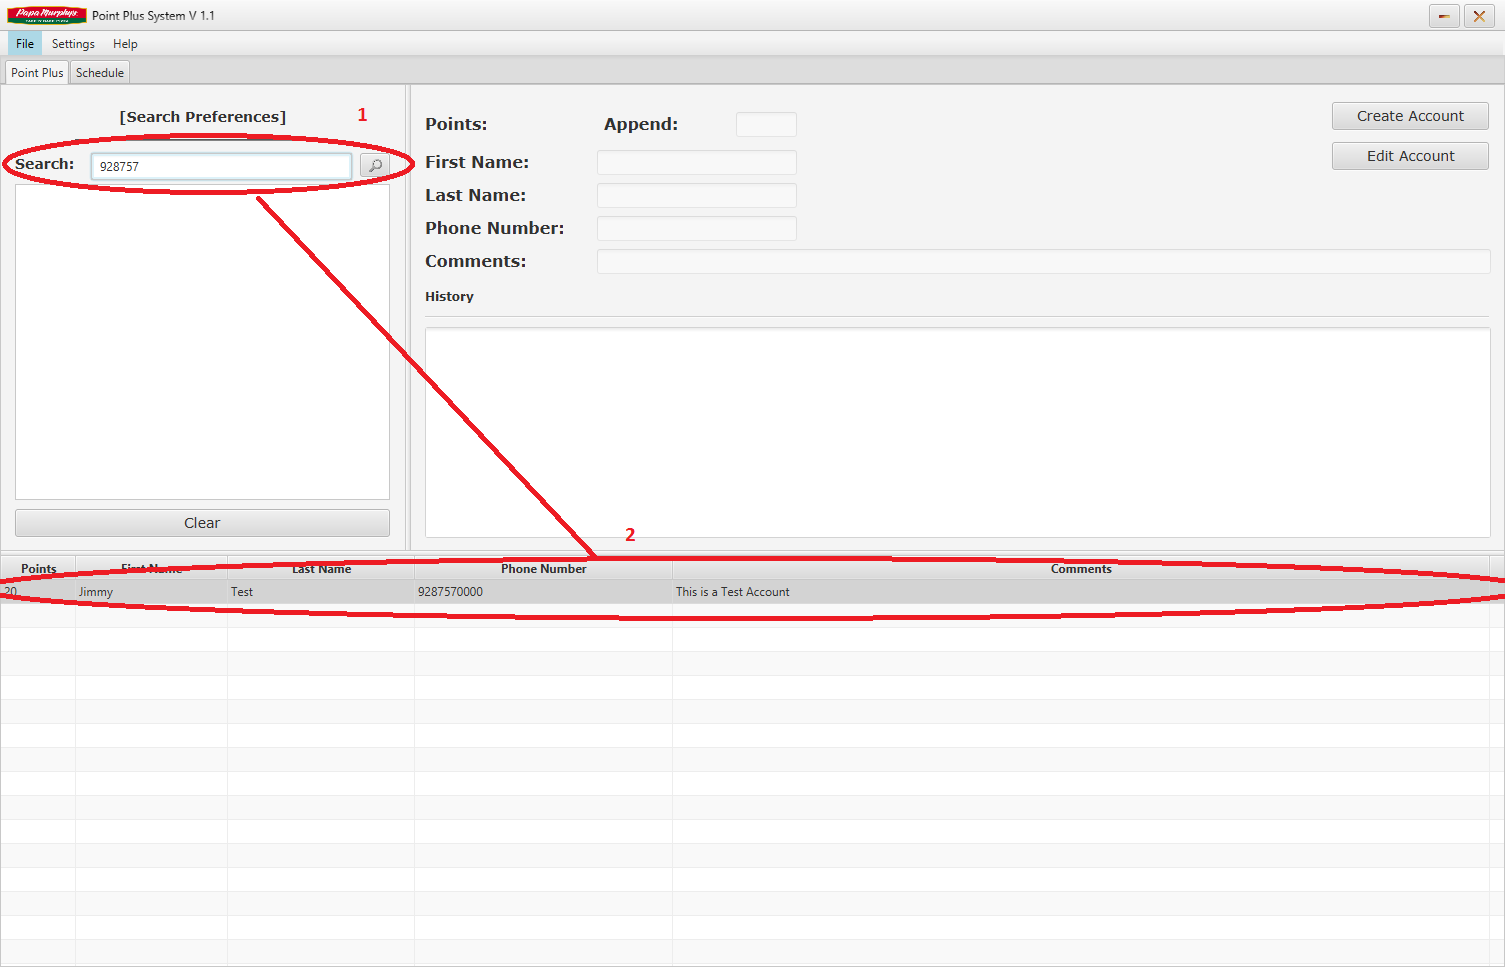 Papa Murphy's Point Plus System V 1.1
File Settings Help
Point Plus Schedule
[Search Preferences] 1
Search: 928757
Clear
Points: Append:
First Name:
Last Name:
Phone Number:
Comments:
History
Create Account
Edit Account
2
Points First Name Last Name Phone Number Comments
20 Jimmy Test 9287570000 This is a Test Account